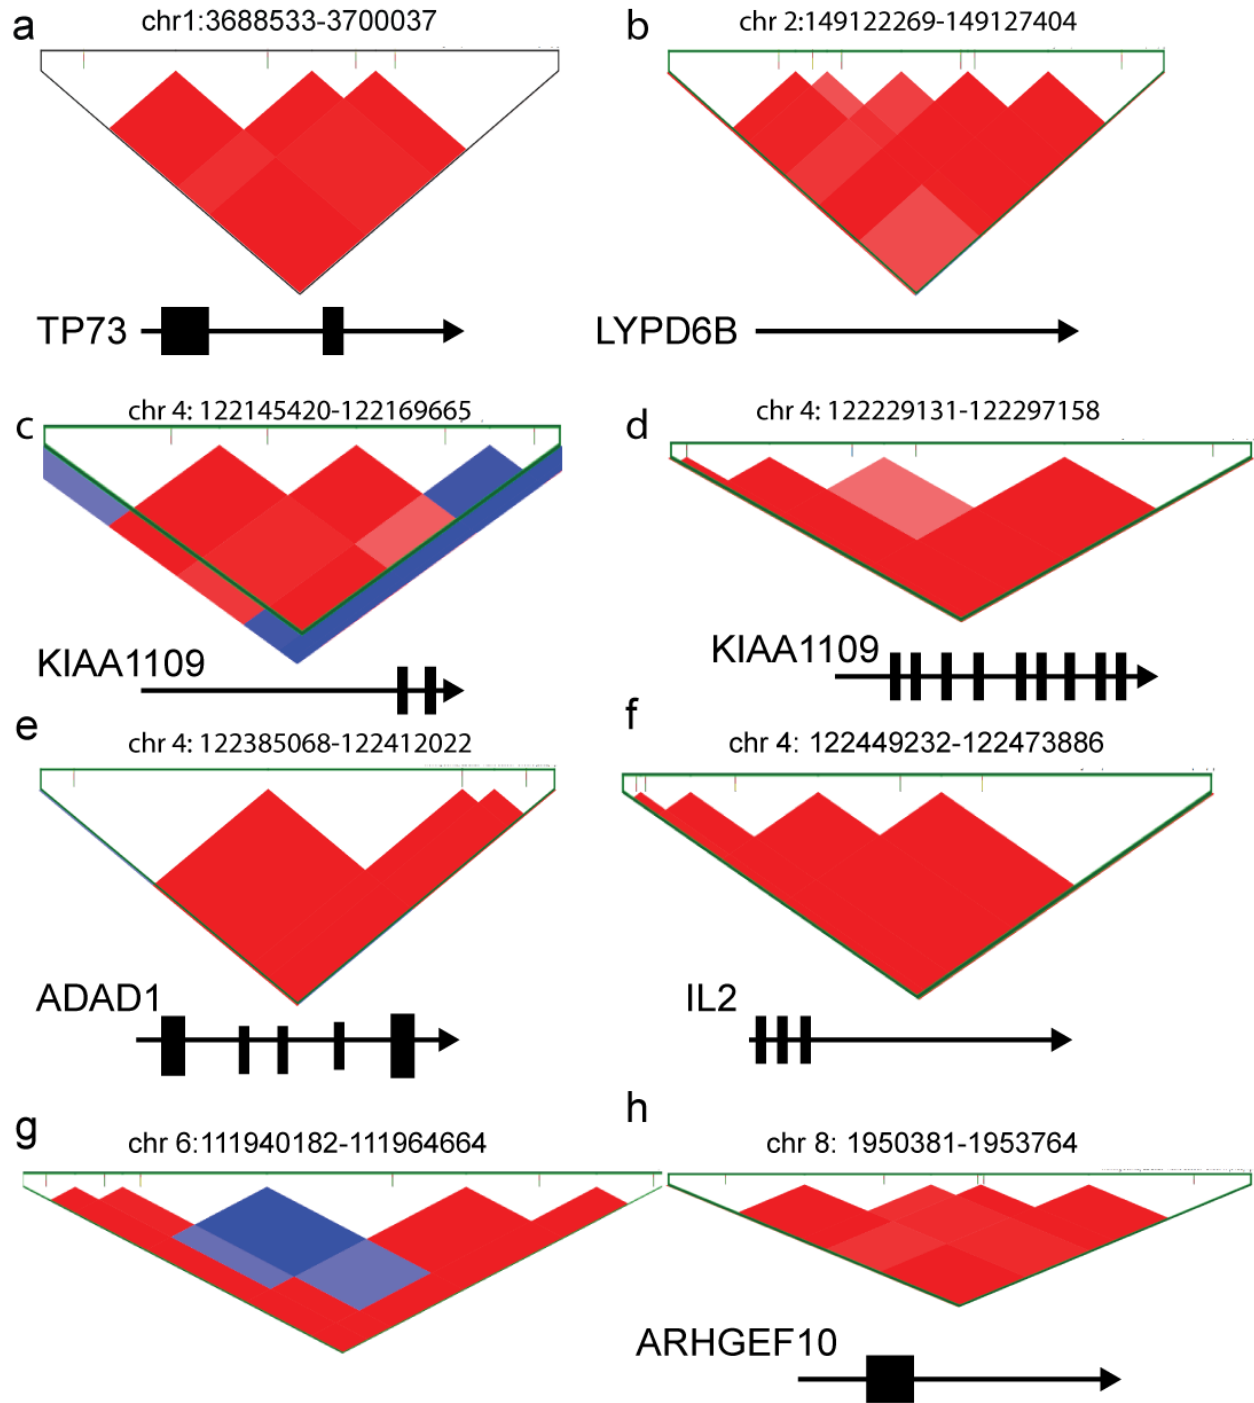 a
chr1:3688533-3700037
b
chr 2:149122269-149127404
TP73
LYPD6B
c
chr 4: 122145420-122169665
d
chr 4: 122229131-122297158
KIAA1109
KIAA1109
e
chr 4: 122385068-122412022
f
chr 4: 122449232-122473886
ADAD1
IL2
g
chr 6:111940182-111964664
h
chr 8: 1950381-1953764
ARHGEF10